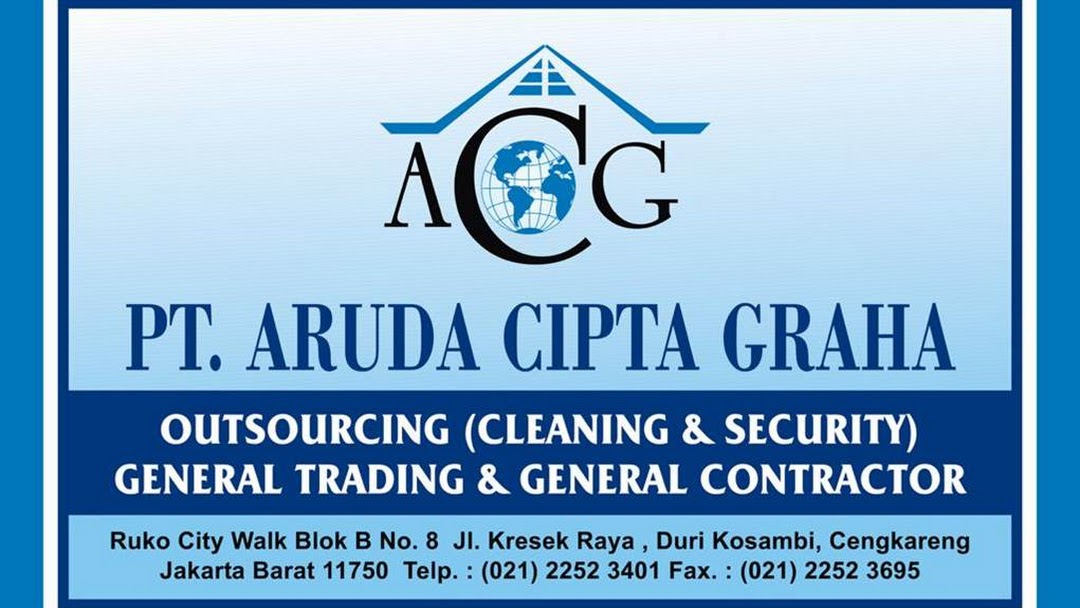 ACG
PT. ARUDA CIPTA GRAHA
OUTSOURCING (CLEANING & SECURITY)
GENERAL TRADING & GENERAL CONTRACTOR
Ruko City Walk Blok B No. 8 Jl. Kresek Raya , Duri Kosambi, Cengkareng
Jakarta Barat 11750 Telp. : (021) 2252 3401 Fax. : (021) 2252 3695